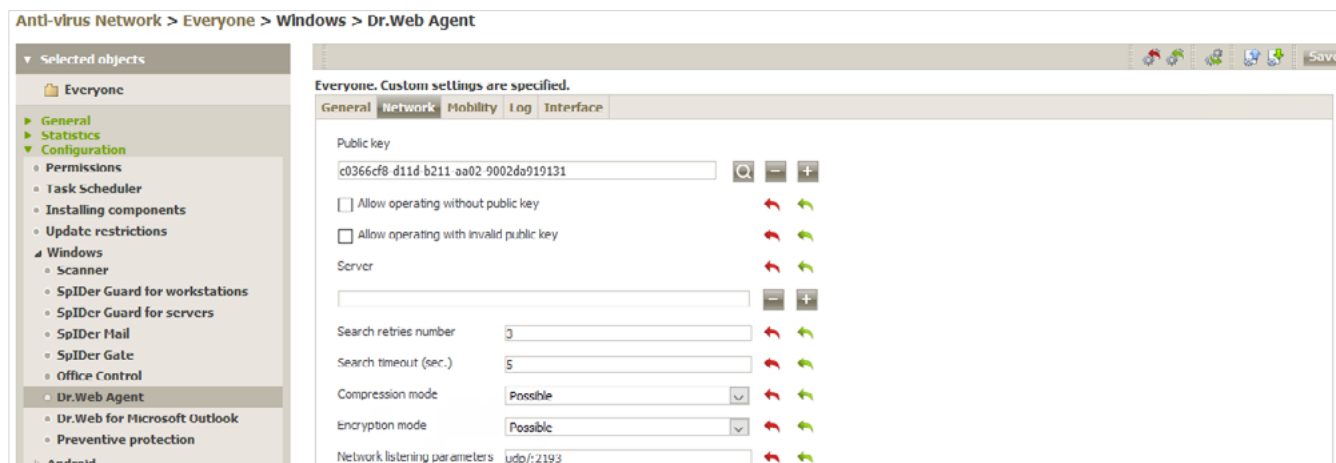 Anti-virus Network > Everyone > Windows > Dr.Web Agent
Selected objects
Everyone
General
Statistics
Configuration
Permissions
Task Scheduler
Installing components
Update restrictions
Windows
Scanner
SpIDer Guard for workstations
SpIDer Guard for servers
SpIDer Mail
SpIDer Gate
Office Control
Dr.Web Agent
Dr.Web for Microsoft Outlook
Preventive protection
Android
Save
Everyone. Custom settings are specified.
General Network Mobility Log Interface
Public key
c0366cf8-d11d-b211-aa02-9002da919131
Allow operating without public key
Allow operating with invalid public key
Server
Search retries number 3
Search timeout (sec.) 5
Compression mode Possible
Encryption mode Possible
Network listening parameters udp/:2193